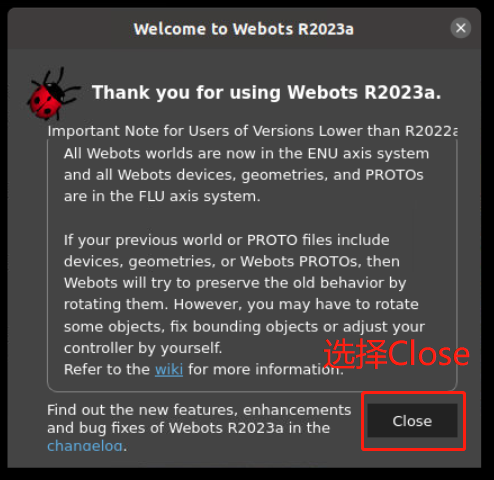 Welcome to Webots R2023a
Thank you for using Webots R2023a.
Important Note for Users of Versions Lower than R2022a
All Webots worlds are now in the ENU axis system
and all Webots devices, geometries, and PROTOs
are in the FLU axis system.
If your previous world or PROTO files include
devices, geometries, or Webots PROTOs, then
Webots will try to preserve the old behavior by
rotating them. However, you may have to rotate
some objects, fix bounding objects or adjust your
controller by yourself.
选择Close
Refer to the wiki for more information.
Find out the new features, enhancements
and bug fixes of Webots R2023a in the
changelog.
Close